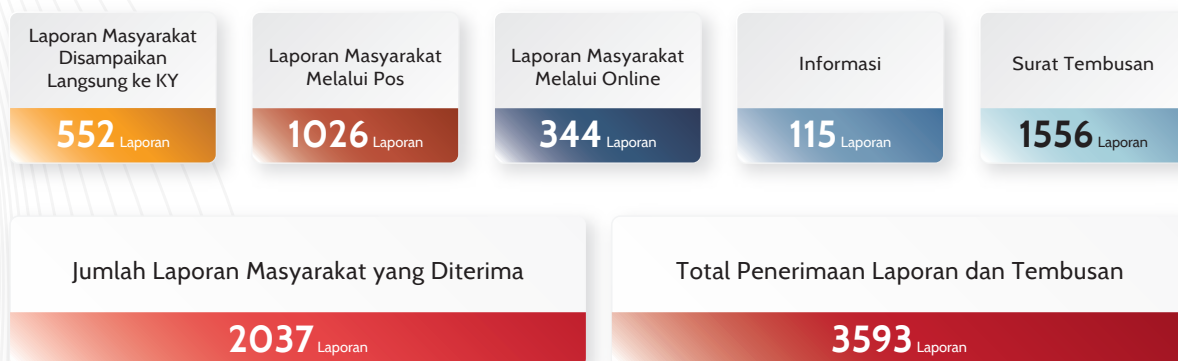 Laporan Masyarakat
Disampaikan
Langsung ke KY
552 Laporan
Laporan Masyarakat
Melalui Pos
1026 Laporan
Laporan Masyarakat
Melalui Online
344 Laporan
Informasi
115 Laporan
Surat Tembusan
1556 Laporan
Jumlah Laporan Masyarakat yang Diterima
2037 Laporan
Total Penerimaan Laporan dan Tembusan
3593 Laporan